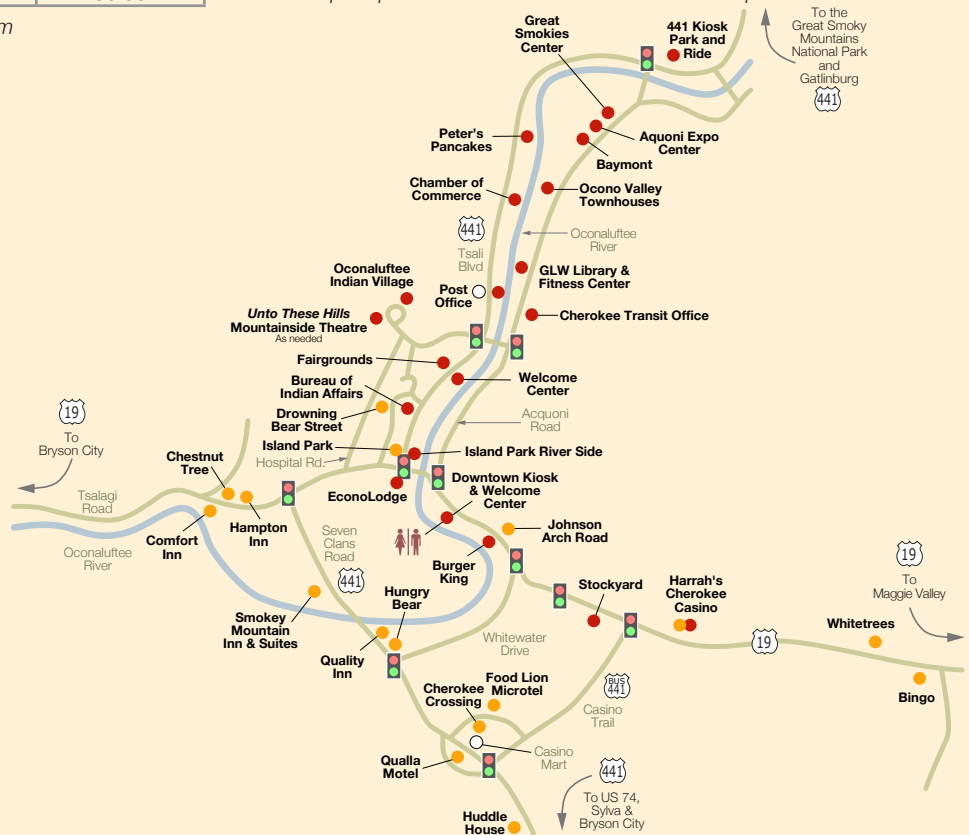 m
Great
Smokies
Center
441 Kiosk
Park and
Ride
To the
Great Smoky
Mountains
National Park
and
Gatlinburg
441
Peter's
Pancakes
Aquoni Expo
Center
Baymont
Chamber of
Commerce
Ocono Valley
Townhouses
441
Tsali
Blvd
Oconaluftee
River
Oconaluftee
Indian Village
Post
Office
GLW Library &
Fitness Center
Unto These Hills
Mountainside Theatre
As needed
Cherokee Transit Office
Fairgrounds
Welcome
Center
Bureau of
Indian Affairs
Drowning
Bear Street
Acquoni
Road
19
To
Bryson City
Island Park
Island Park River Side
Hospital Rd.
Chestnut
Tree
EconoLodge
Downtown Kiosk
& Welcome
Center
Tsalagi
Road
Oconaluftee
River
Comfort
Inn
Hampton
Inn
Seven
Clans
Road
441
Johnson
Arch Road
Burger
King
Stockyard
Harrah's
Cherokee
Casino
19
To
Maggie Valley
Hungry
Bear
Smokey
Mountain
Inn & Suites
Quality
Inn
Whitewater
Drive
19
Whitetrees
Bingo
BUS
441
Casino
Trail
Cherokee
Crossing
Food Lion
Microtel
Casino
Mart
Qualla
Motel
441
To US 74,
Sylva &
Bryson City
Huddle
House